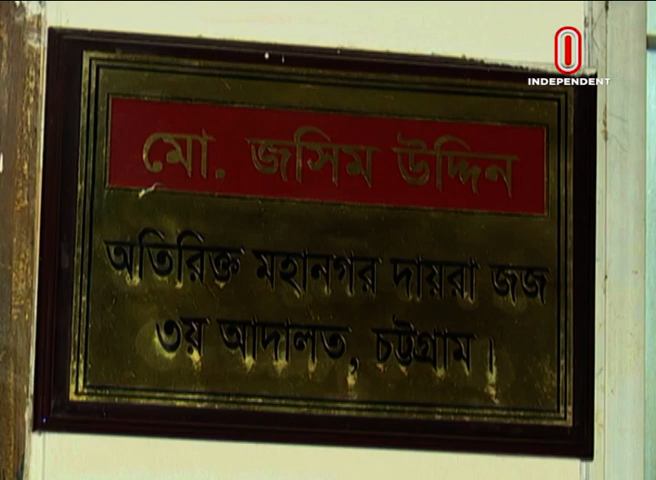 INDEPENDENT
মো. জসিম উদ্দিন
অতিরিক্ত মহানগর দায়রা জজ
৩য় আদালত, চট্টগ্রাম।